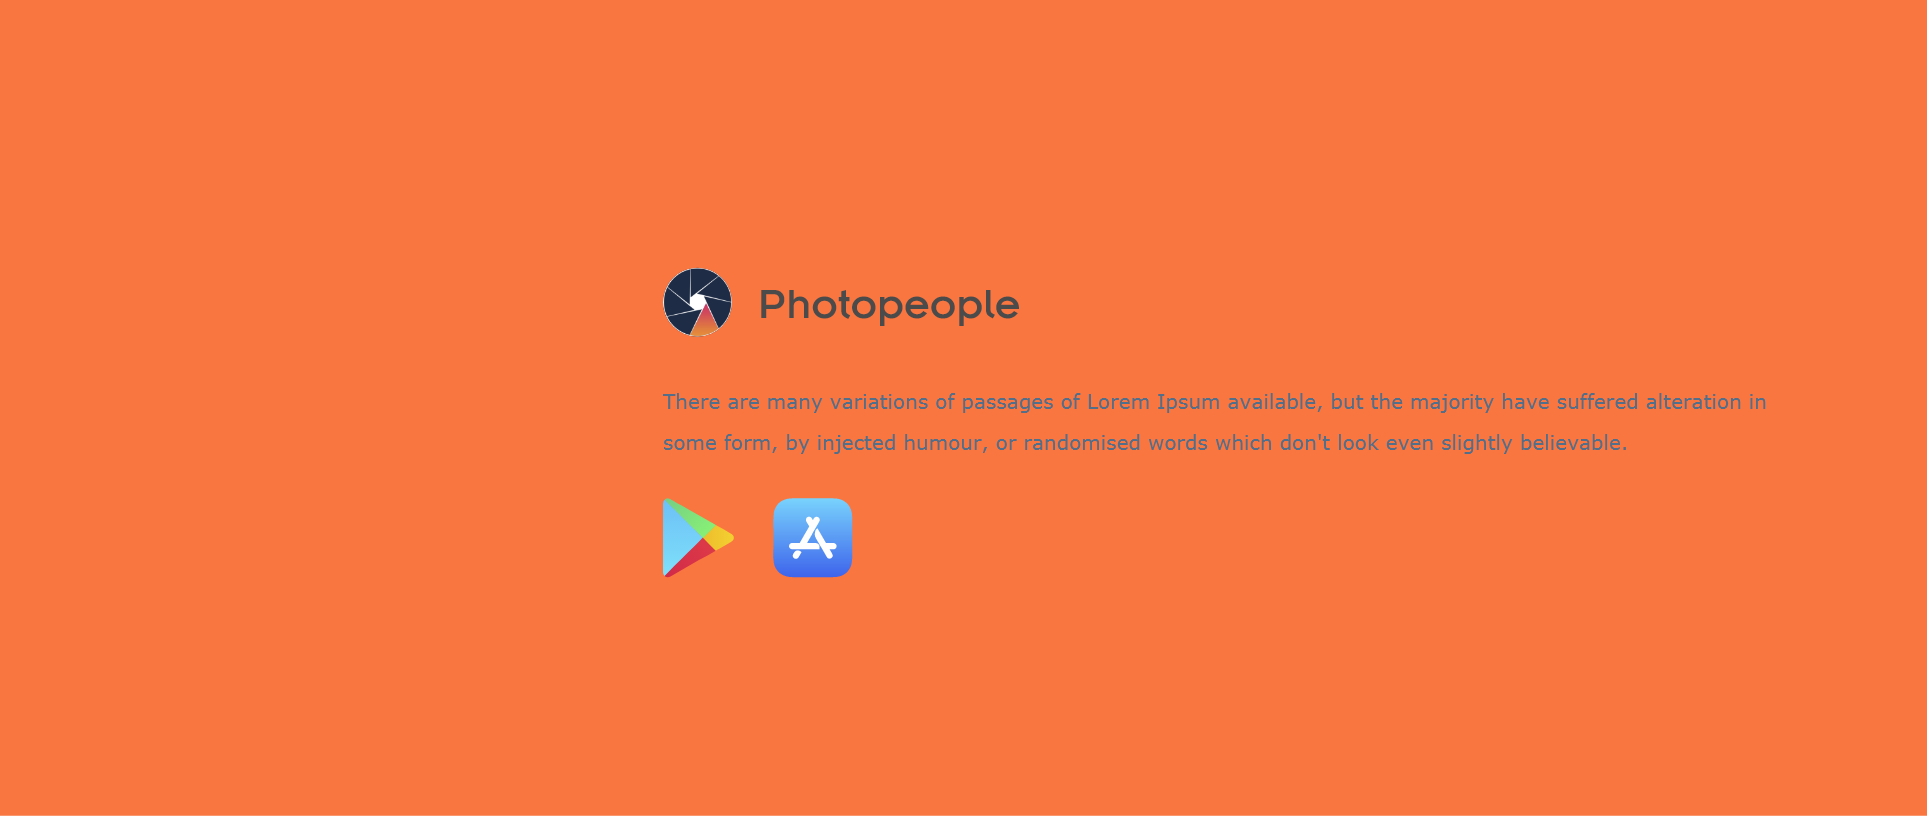 Photopeople
There are many variations of passages of Lorem Ipsum available, but the majority have suffered alteration in
some form, by injected humour, or randomised words which don't look even slightly believable.